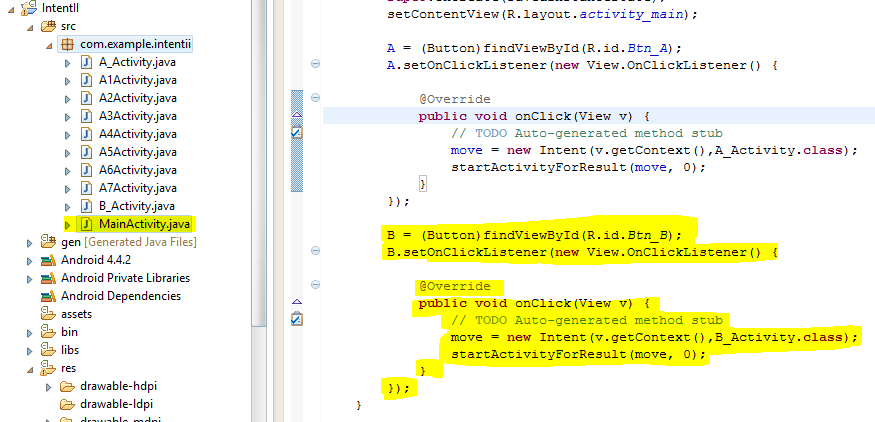 IntentII
src
com.example.intentii
A_Activity.java
A1Activity.java
A2Activity.java
A3Activity.java
A4Activity.java
A5Activity.java
A6Activity.java
A7Activity.java
B_Activity.java
MainActivity.java
gen [Generated Java Files]
Android 4.4.2
Android Private Libraries
Android Dependencies
assets
bin
libs
res
drawable-hdpi
drawable-ldpi
drawable-mdpi
setContentView(R.layout.activity_main);
A = (Button)findViewById(R.id.Btn_A);
A.setOnClickListener(new View.OnClickListener() {
@Override
public void onClick(View v) {
// TODO Auto-generated method stub
move = new Intent(v.getContext(),A_Activity.class);
startActivityForResult(move, 0);
}
});
B = (Button)findViewById(R.id.Btn_B);
B.setOnClickListener(new View.OnClickListener() {
@Override
public void onClick(View v) {
// TODO Auto-generated method stub
move = new Intent(v.getContext(),B_Activity.class);
startActivityForResult(move, 0);
}
});
}